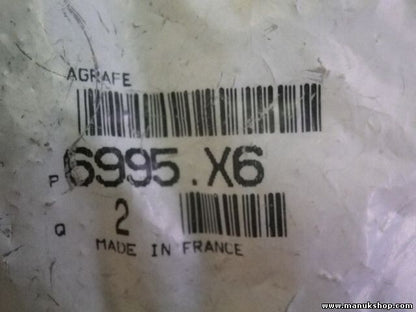 AGRAFE
P 6995.X6
Q 2
MADE IN FRANCE
www.manukshop.com